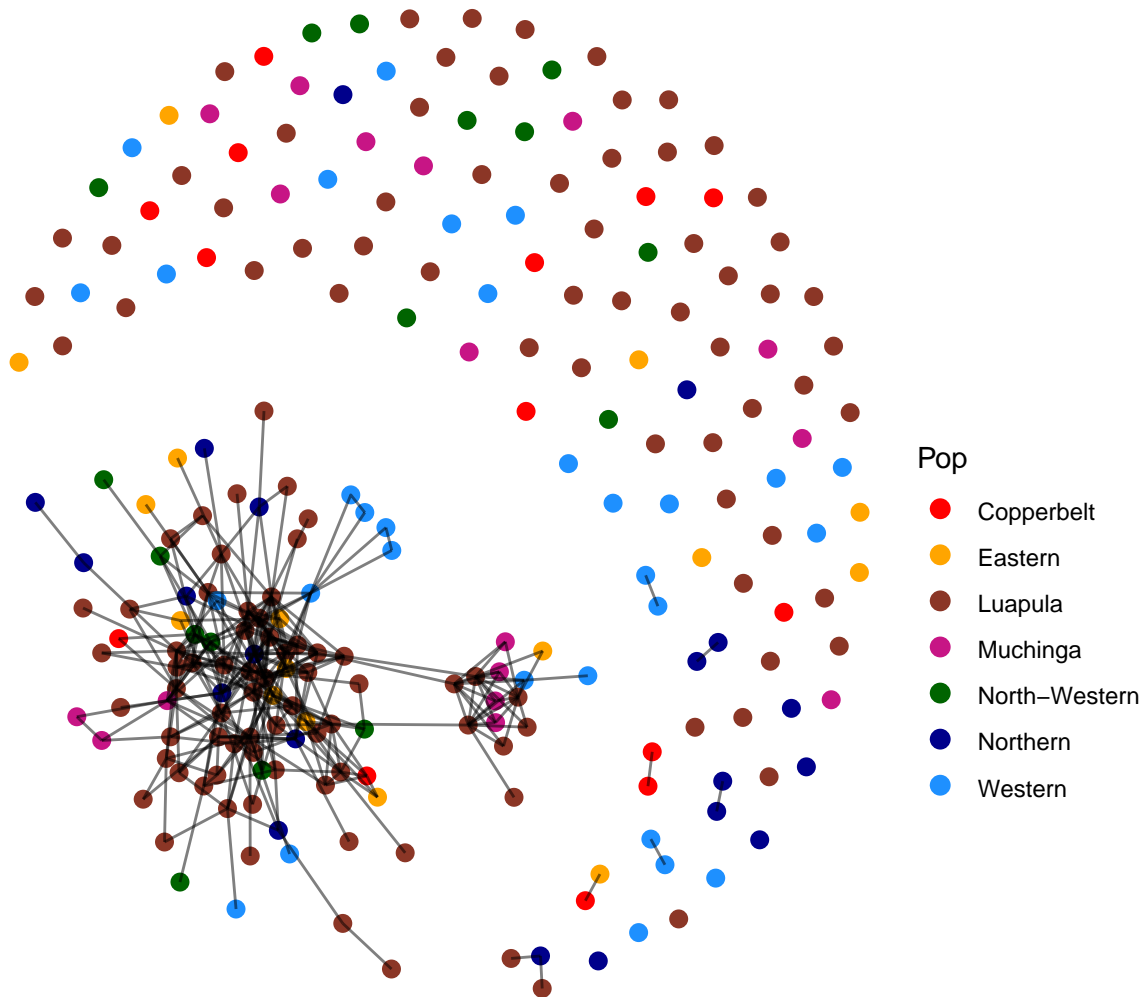 Pop
Copperbelt
Eastern
Luapula
Muchinga
North−Western
Northern
Western